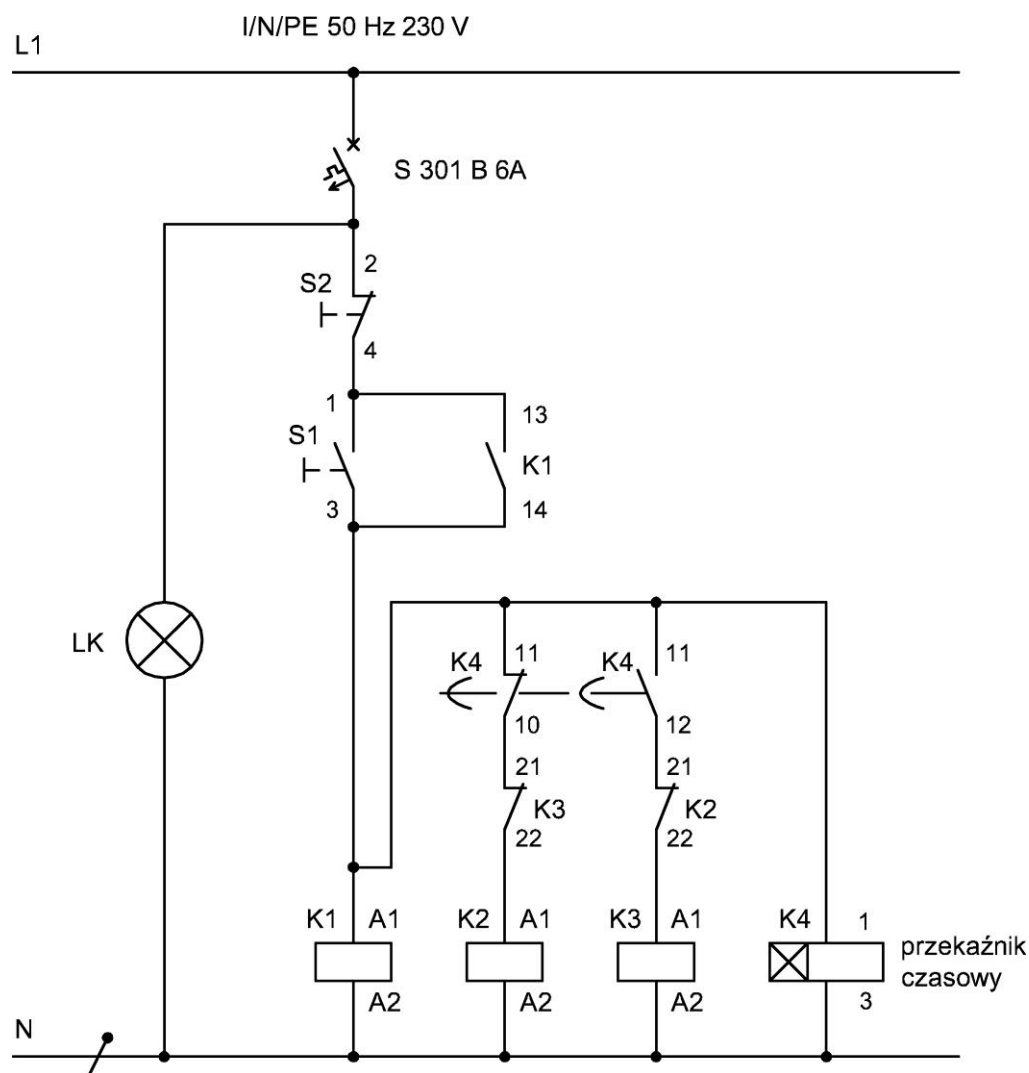 I/N/PE 50 Hz 230 V
L1
S 301 B 6A
2
S2
4
1
13
S1
K1
3
14
LK
K4
11
K4
11
10
12
21
21
K3
K2
22
22
K1
A1
K2
A1
K3
A1
K4
1
przekaźnik
czasowy
A2
A2
A2
3
N